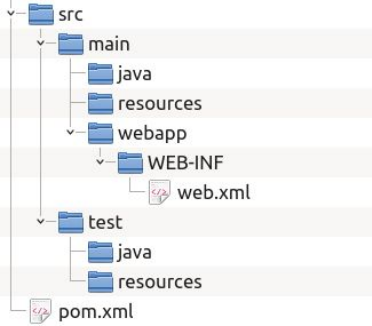 src
main
java
resources
webapp
WEB-INF
web.xml
test
java
resources
pom.xml